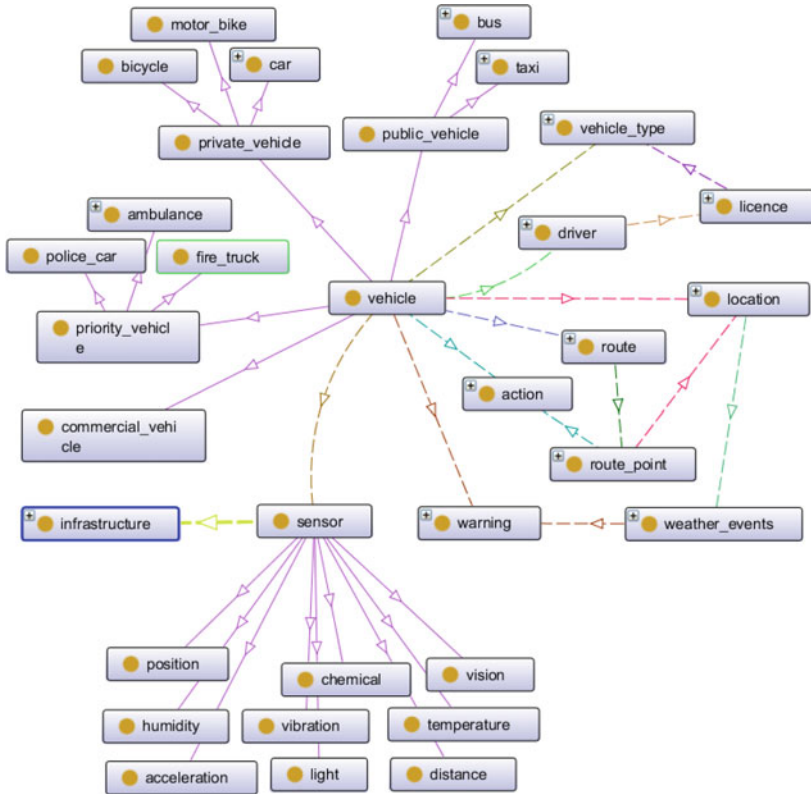 motor_bike
bus
bicycle
car
taxi
private_vehicle
public_vehicle
vehicle_type
ambulance
licence
police_car
fire_truck
driver
vehicle
location
priority_vehicl
e
route
action
commercial_vehi
cle
route_point
infrastructure
sensor
warning
weather_events
position
chemical
vision
humidity
vibration
temperature
acceleration
light
distance